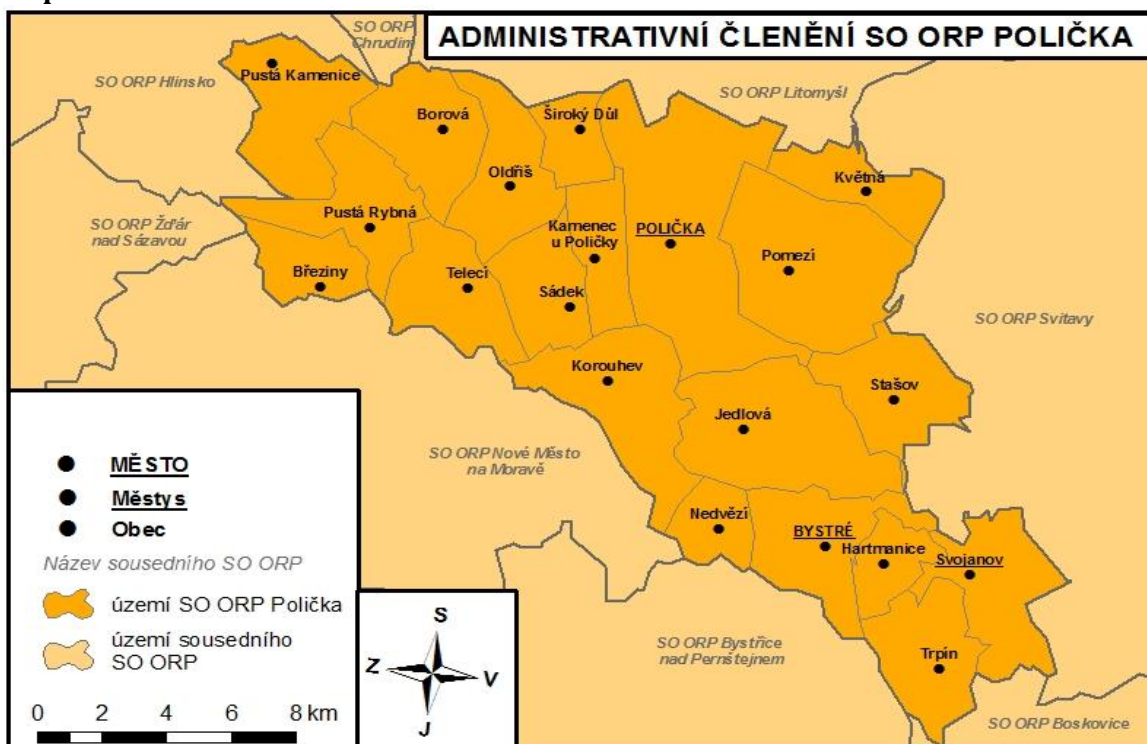 ADMINISTRATIVNÍ ČLENĚNÍ SO ORP POLIČKA
SO ORP
Chrudim
SO ORP Hlinsko
Pustá Kamenice
SO ORP Litomyšl
Borová
Široký Důl
Oldřiš
Květná
SO ORP Žďár
nad Sázavou
Pustá Rybná
Kamenec
u Poličky
POLIČKA
Pomezí
Březiny
Telecí
Sádek
SO ORP Svitavy
Korouhev
Stašov
Jedlová
SO ORP Nové Město
na Moravě
Nedvězí
BYSTRÉ
Hartmanice
Svojanov
SO ORP Bystřice
nad Pernštejnem
Trpín
SO ORP Boskovice
MĚSTO
Městys
Obec
Název sousedního SO ORP
území SO ORP Polička
území sousedního
SO ORP
0 2 4 6 8 km
S
Z
V
J